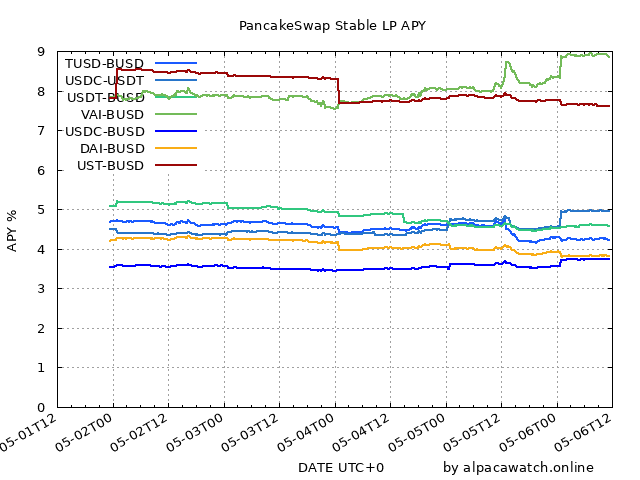 PancakeSwap Stable LP APY
APY %
9
8
7
6
5
4
3
2
1
0
TUSD-BUSD
USDC-USDT
USDT-BUSD
VAI-BUSD
USDC-BUSD
DAI-BUSD
UST-BUSD
05-01T12
05-02T00
05-02T12
05-03T00
05-03T12
05-04T00
05-04T12
05-05T00
05-05T12
05-06T00
05-06T12
DATE UTC+0
by alpacawatch.online